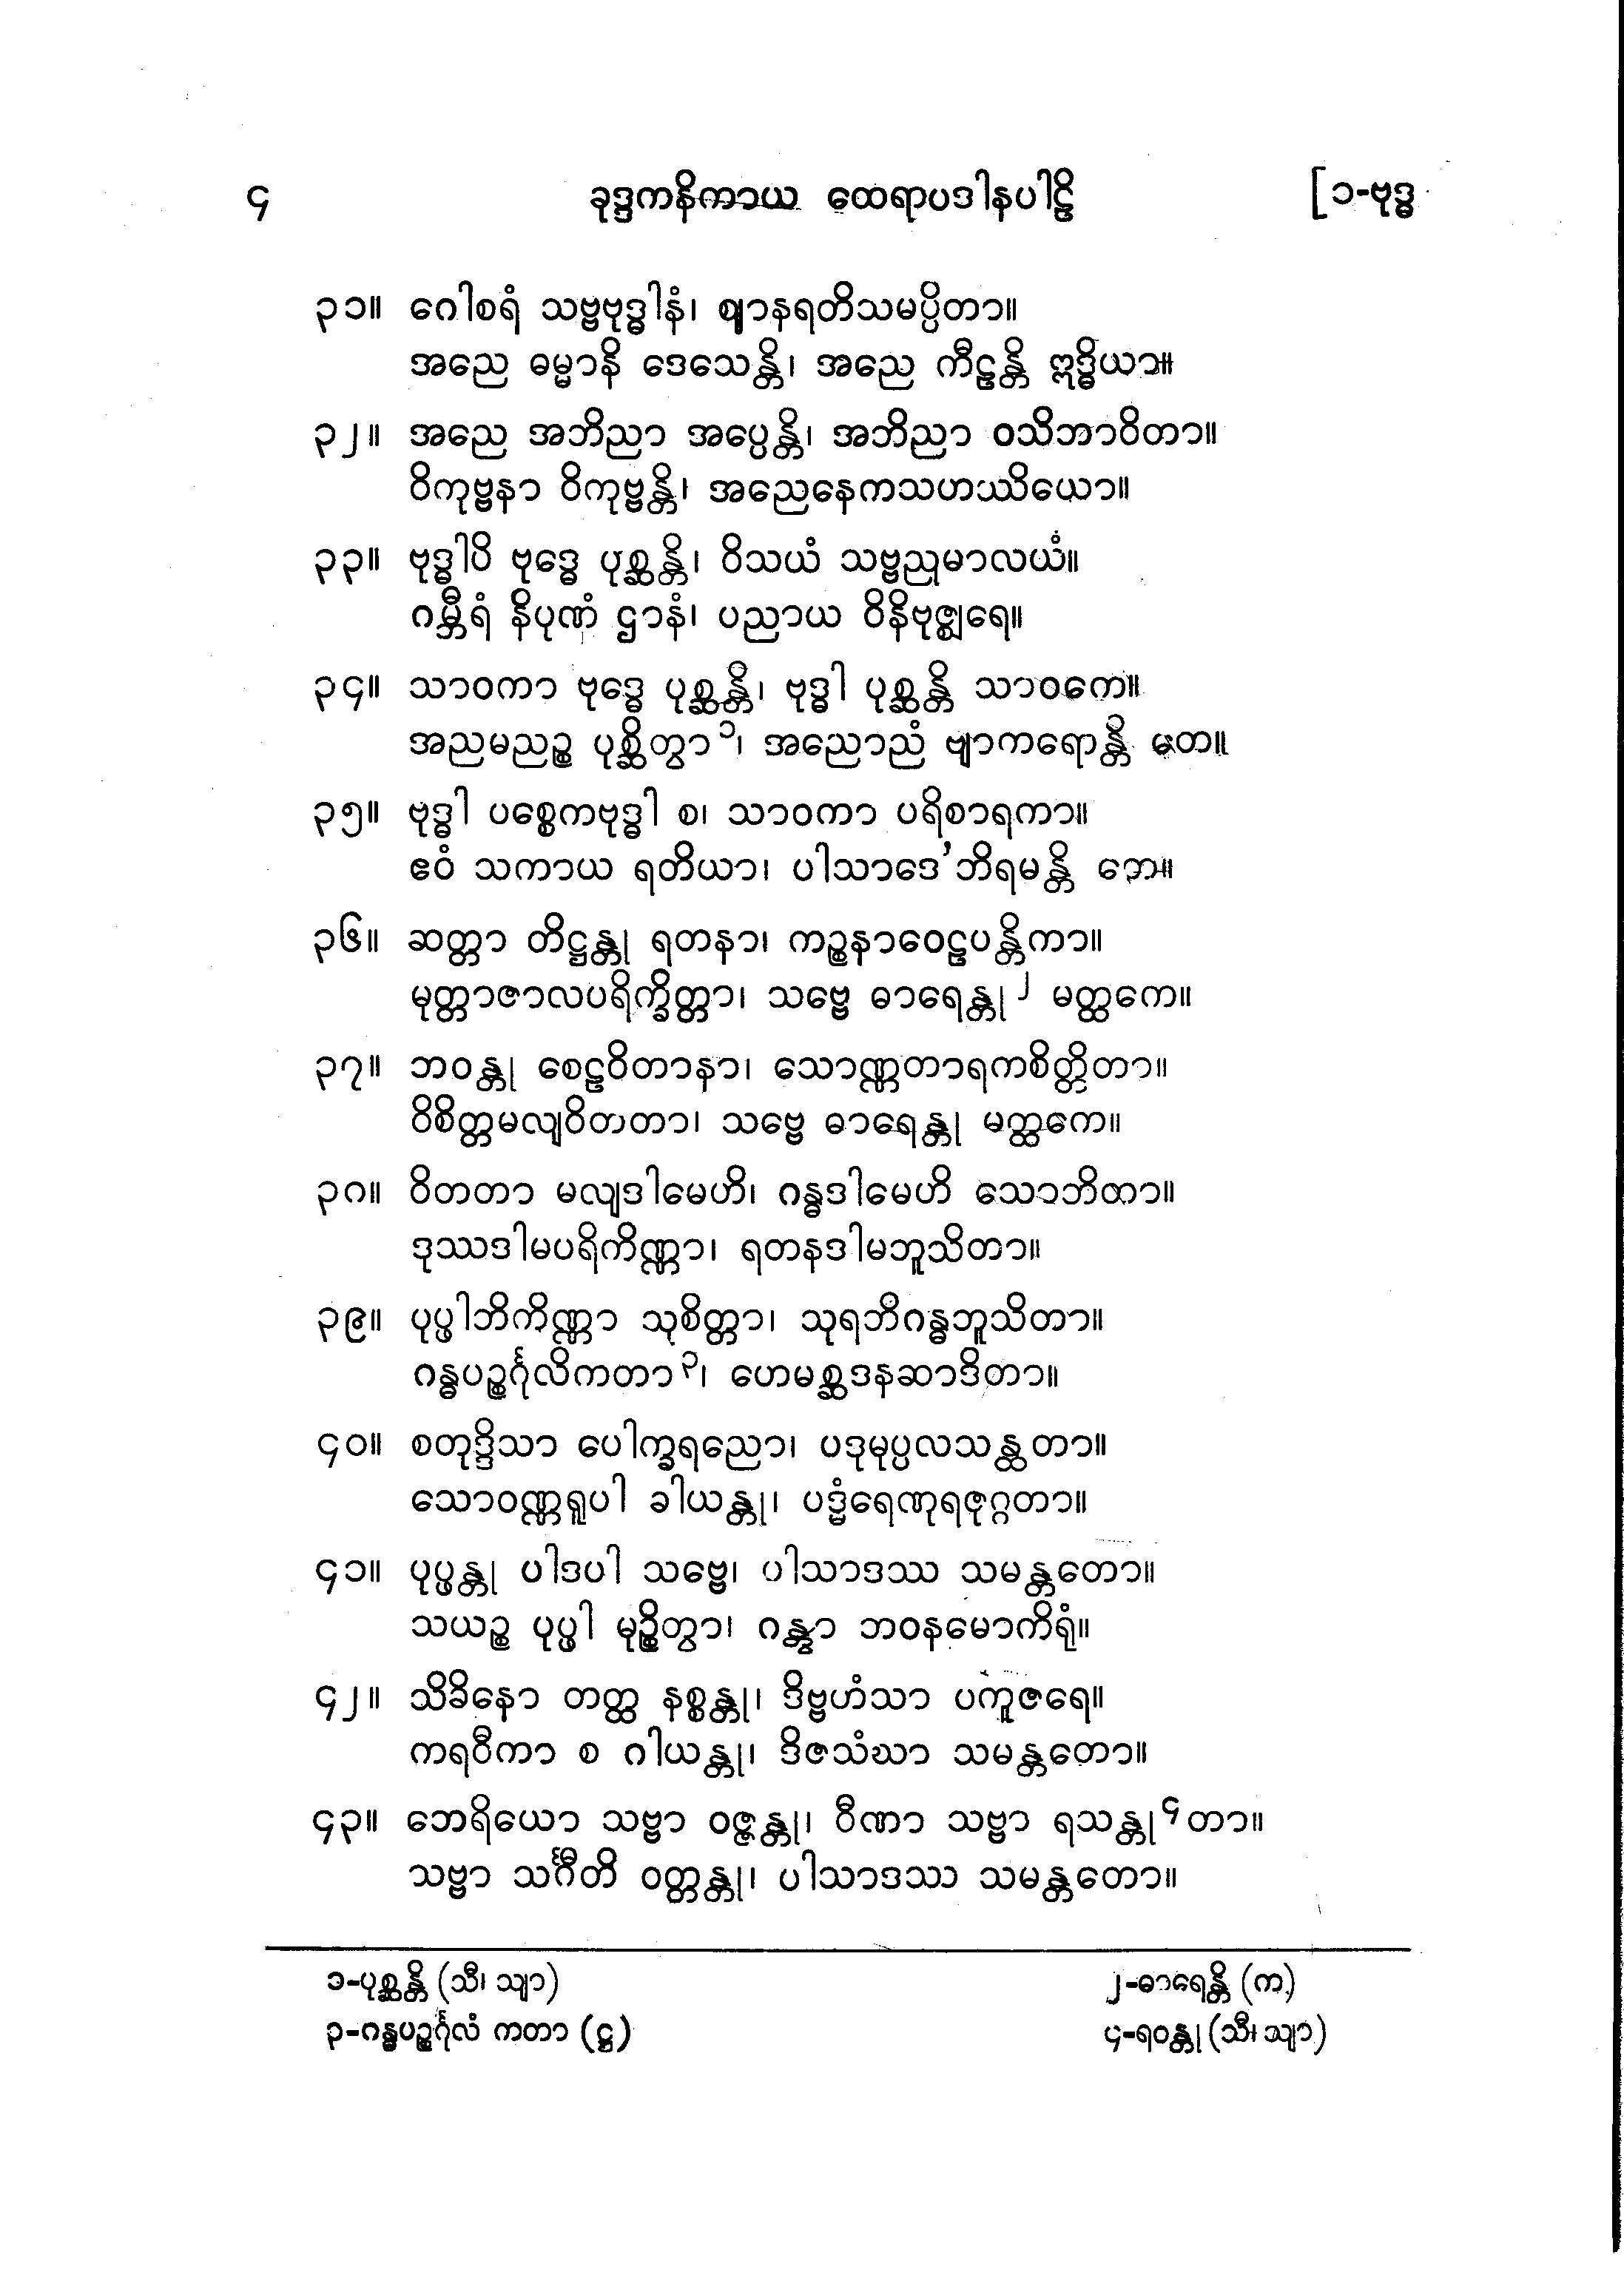 ၄ ခုဒ္ဒကနိကာယ ထေရာပဒါနပါဠိ [၁-ဗုဒ္ဓ
၃၁။ ဂေါစရံ သဗ္ဗဗုဒ္ဓါနံ၊ ဈာနရတိသမပ္ပိတာ။
အညေ ဓမ္မာနိ ဒေသေန္တိ၊ အညေ ကီဠန္တိ ဣဒ္ဓိယာ။
၃၂။ အညေ အဘိညာ အပ္ပေန္တိ၊ အဘိညာ ဝသိဘာဝိတာ။
ဝိကုဗ္ဗနာ ဝိကုဗ္ဗန္တိ၊ အညေနေကသဟဿိယော။
၃၃။ ဗုဒ္ဓါပိ ဗုဒ္ဓေ ပုစ္ဆန္တိ၊ ဝိသယံ သဗ္ဗညုမာလယံ။
ဂမ္ဘီရံ နိပုဏံ ဌာနံ၊ ပညာယ ဝိနိဗုဇ္ဈရေ။
၃၄။ သာဝကာ ဗုဒ္ဓေ ပုစ္ဆန္တိ၊ ဗုဒ္ဓါ ပုစ္ဆန္တိ သာဝကေ။
အညမညဉ္စ ပုစ္ဆိတွာ ၁၊ အညောညံ ဗျာကရောန္တိ တေ။
၃၅။ ဗုဒ္ဓါ ပစ္စေကဗုဒ္ဓါ စ၊ သာဝကာ ပရိစာရကာ။
ဧဝံ သကာယ ရတိယာ၊ ပါသာဒေ’ဘိရမန္တိ တေ။
၃၆။ ဆတ္တာ တိဋ္ဌန္တု ရတနာ၊ ကဉ္စနာဝေဠပန္တိကာ။
မုတ္တာဇာလပရိက္ခိတ္တာ၊ သဗ္ဗေ ဓာရေန္တု ၂ မတ္ထကေ။
၃၇။ ဘဝန္တု စေဠဝိတာနာ၊ သောဏ္ဏတာရကစိတ္တိတာ။
ဝိစိတ္တမလျဝိတတာ၊ သဗ္ဗေ ဓာရေန္တု မတ္ထကေ။
၃၈။ ဝိတတာ မလျဒါမေဟိ၊ ဂန္ဓဒါမေဟိ သောဘိတာ။
ဒုဿဒါမပရိကိဏ္ဏာ၊ ရတနဒါမဘူသိတာ။
၃၉။ ပုပ္ဖါဘိကိဏ္ဏာ သုစိတ္တာ၊ သုရဘိဂန္ဓဘူသိတာ။
ဂန္ဓပဉ္စင်္ဂုလိကတာ ၃၊ ဟေမစ္ဆဒနဆာဒိတာ။
၄၀။ စတုဒ္ဒိသာ ပေါက္ခရညော၊ ပဒုမုပ္ပလသန္ထတာ။
သောဝဏ္ဏရူပါ ခါယန္တု၊ ပဒ္မံရေဏုရဇုဂ္ဂတာ။
၄၁။ ပုပ္ဖန္တု ပါဒပါ သဗ္ဗေ၊ ပါသာဒဿ သမန္တတော။
သယဉ္စ ပုပ္ဖါ မုဉ္စိတွာ၊ ဂန္တွာ ဘဝနမောကိရုံ။
၄၂။ သိခိနော တတ္ထ နစ္စန္တု၊ ဒိဗ္ဗဟံသာ ပကူဇရေ။
ကရဝီကာ စ ဂါယန္တု၊ ဒိဇသံဃာ သမန္တတော။
၄၃။ ဘေရိယော သဗ္ဗာ ဝဇ္ဇန္တု၊ ဝီဏာ သဗ္ဗာ ရသန္တု ၄ တာ။
သဗ္ဗာ သင်္ဂီတိ ဝတ္တန္တု၊ ပါသာဒဿ သမန္တတော။
၁-ပုစ္ဆန္တိ (သီ၊ သျာ) ၂-ဓာရေန္တိ (က)
၃-ဂန္ဓပဉ္စင်္ဂုလံ ကတာ (ဋ္ဌ) ၄-ရဝန္တု (သီ၊ သျာ)